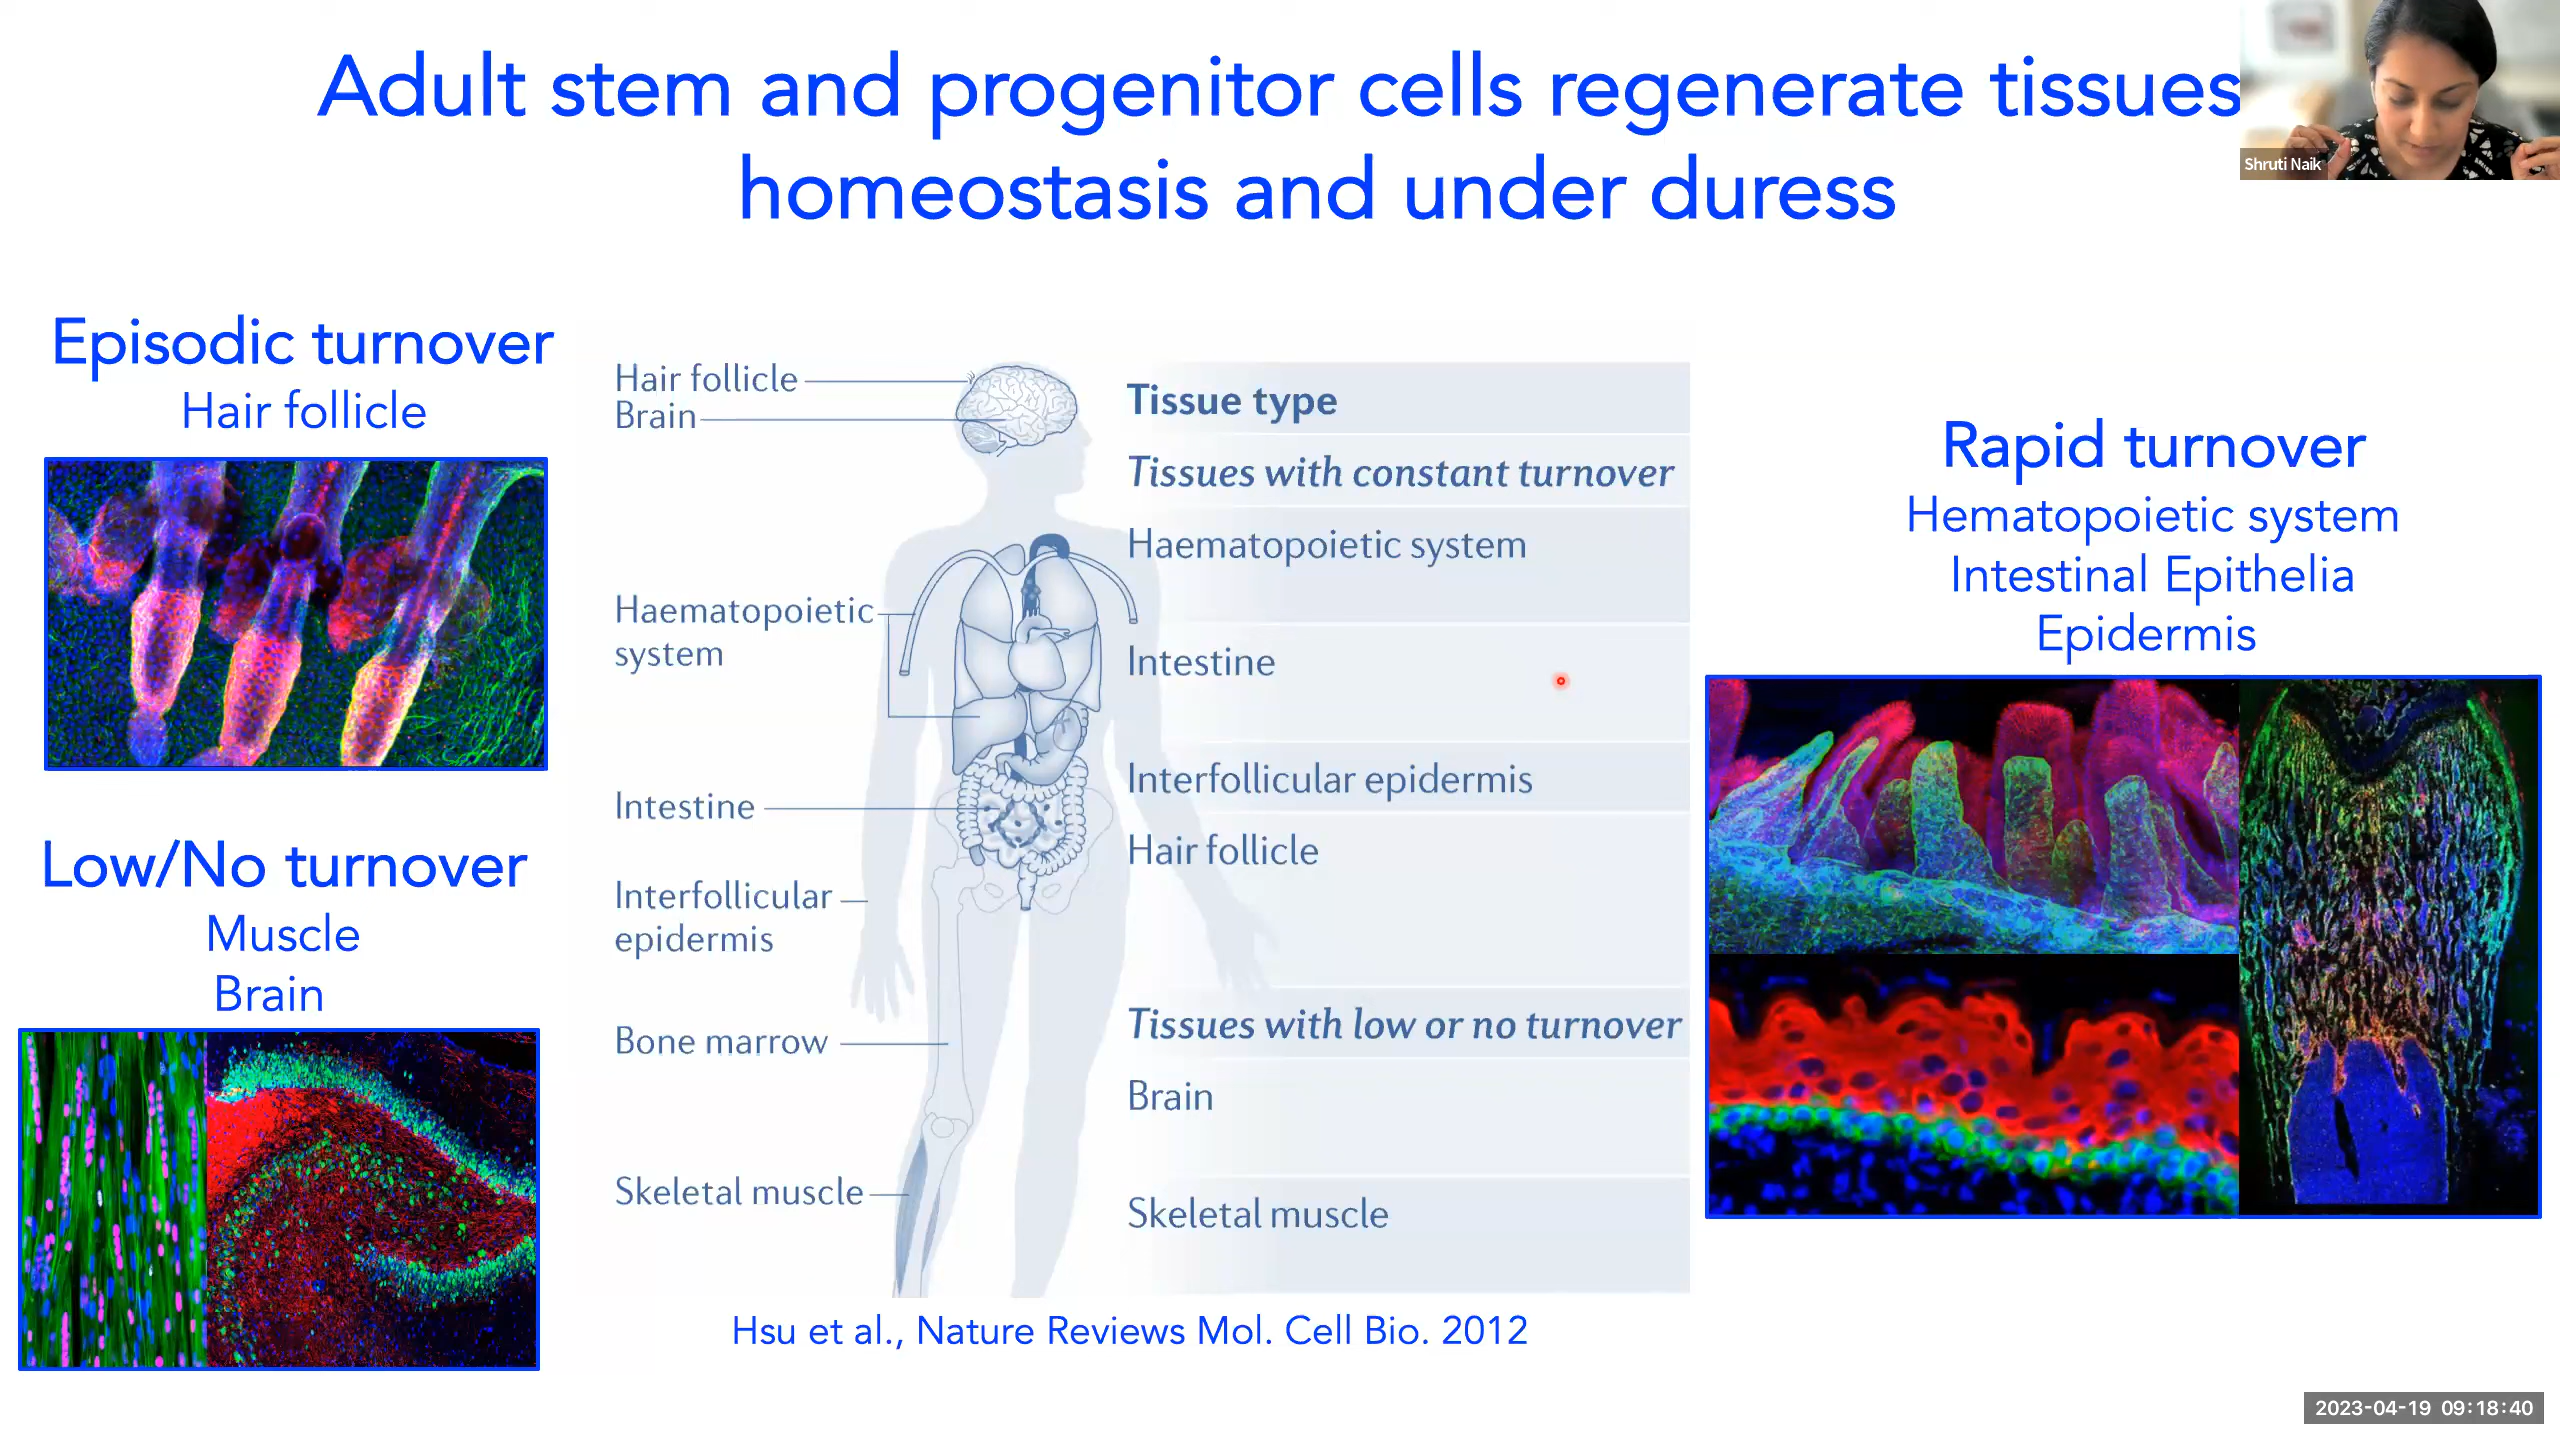 Adult stem and progenitor cells regenerate tissues
homeostasis and under duress
Shruti Naik
Episodic turnover
Hair follicle
Low/No turnover
Muscle
Brain
Hair follicle
Brain
Haematopoietic
system
Intestine
Interfollicular
epidermis
Bone marrow
Skeletal muscle
Tissue type
Tissues with constant turnover
Haematopoietic system
Intestine
Interfollicular epidermis
Hair follicle
Tissues with low or no turnover
Brain
Skeletal muscle
Hsu et al., Nature Reviews Mol. Cell Bio. 2012
Rapid turnover
Hematopoietic system
Intestinal Epithelia
Epidermis
2023-04-19 09:18:40